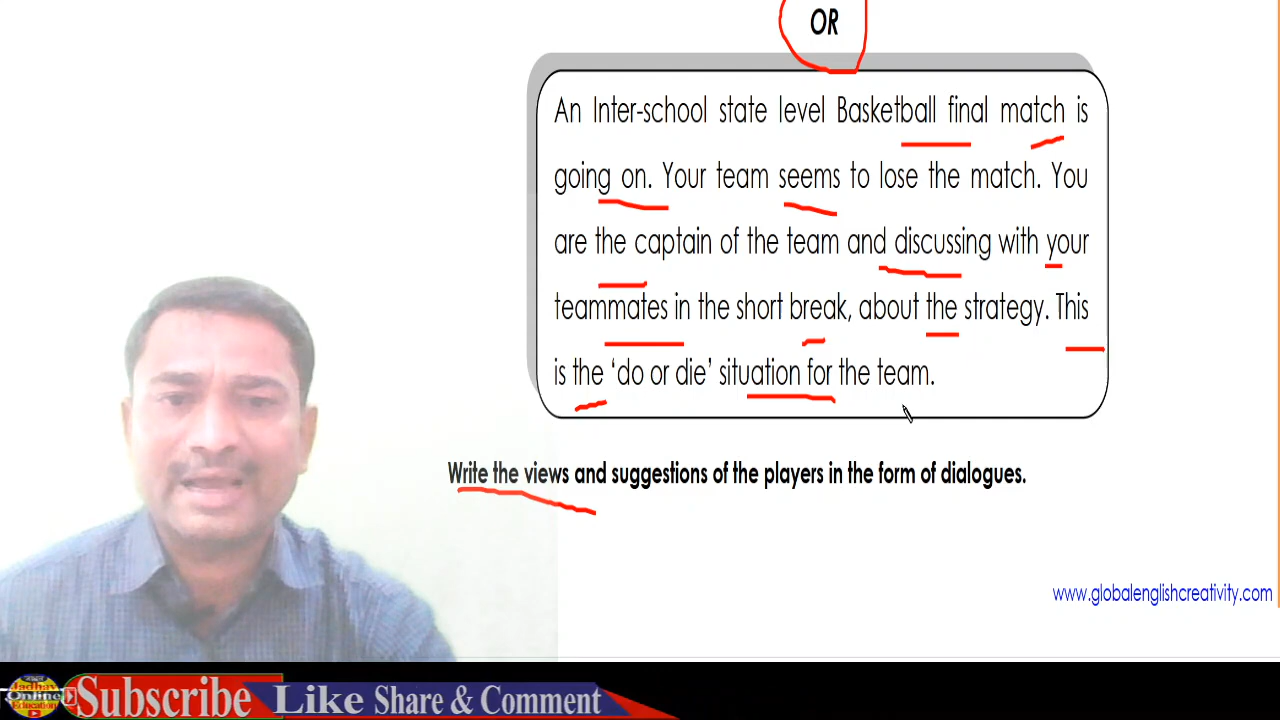 OR
An Inter-school state level Basketball final match is
going on. Your team seems to lose the match. You
are the captain of the team and discussing with your
teammates in the short break, about the strategy. This
is the ‘do or die’ situation for the team.
Write the views and suggestions of the players in the form of dialogues.
www.globalenglishcreativity.com
Jadhav
Online
Education
Subscribe
Like Share & Comment